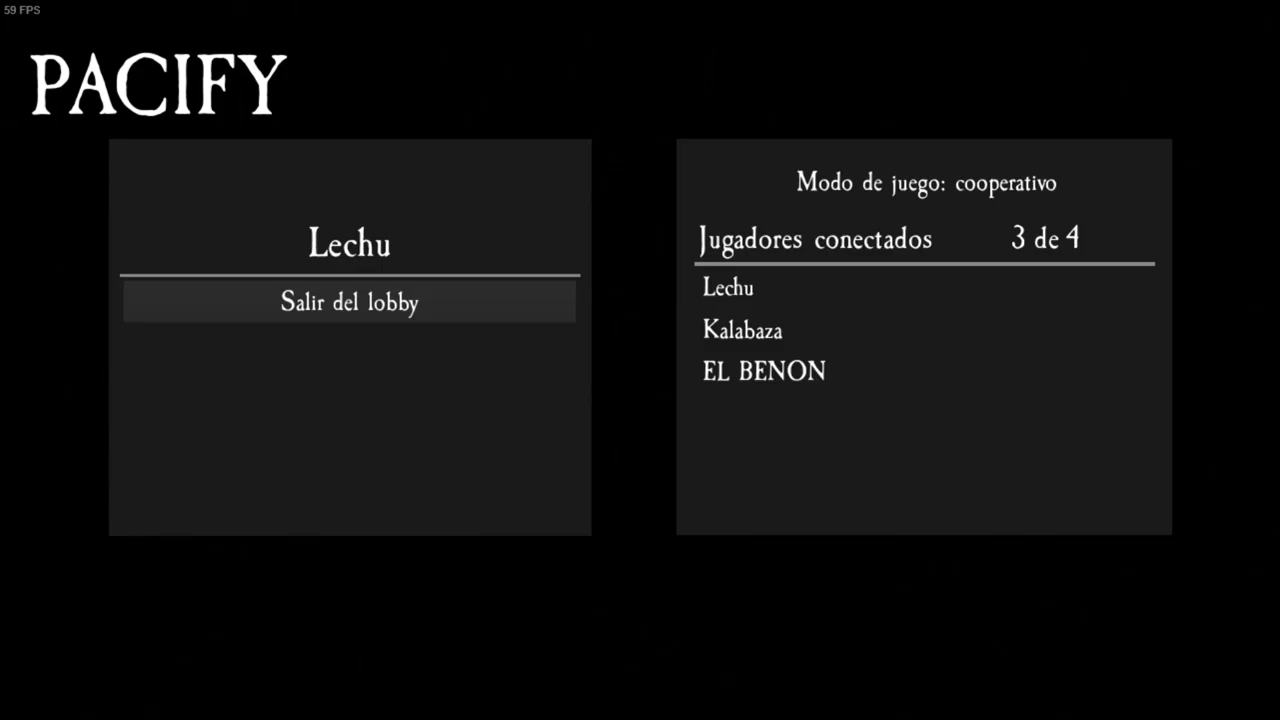 59 FPS
PACIFY
Lechu
Salir del lobby
Modo de juego: cooperativo
Jugadores conectados 3 de 4
Lechu
Kalabaza
EL BENON